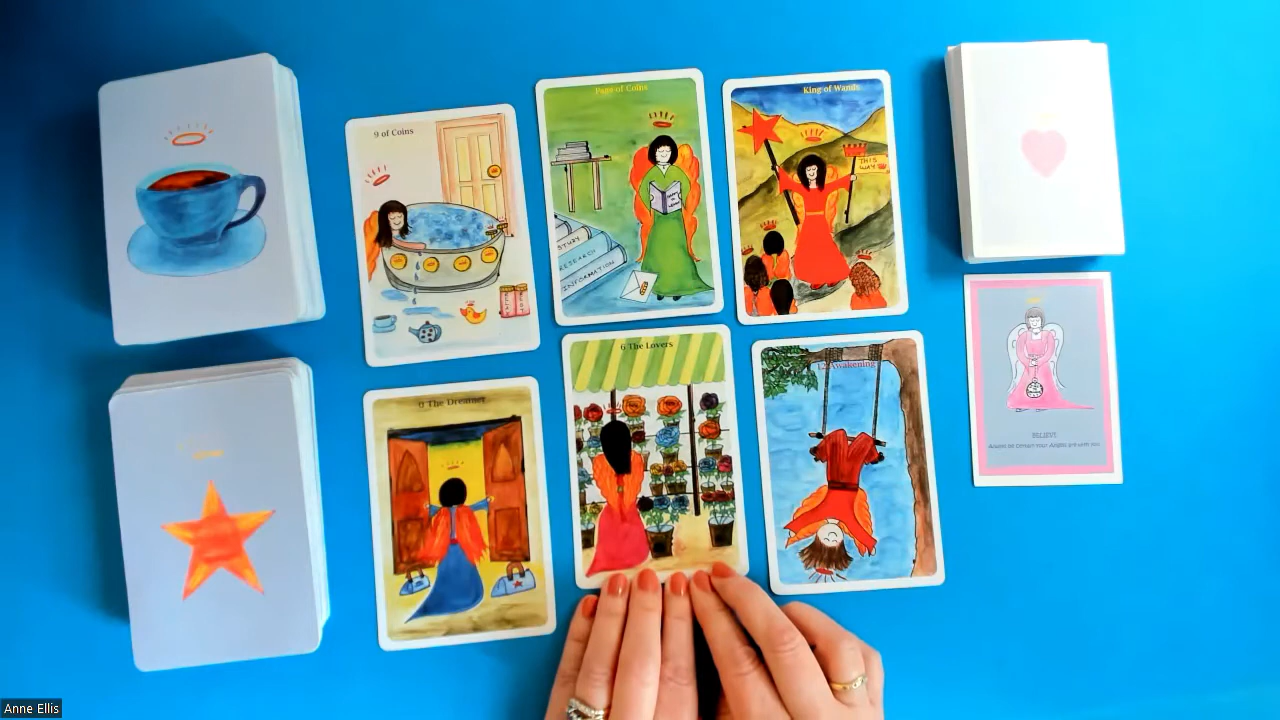 9 of Coins
Page of Coins
King of Wands
THIS
WAY
STUDY
RESEARCH
INFORMATION
0 The Dreamer
6 The Lovers
12 Awakening
BELIEVE
Anne Ellis